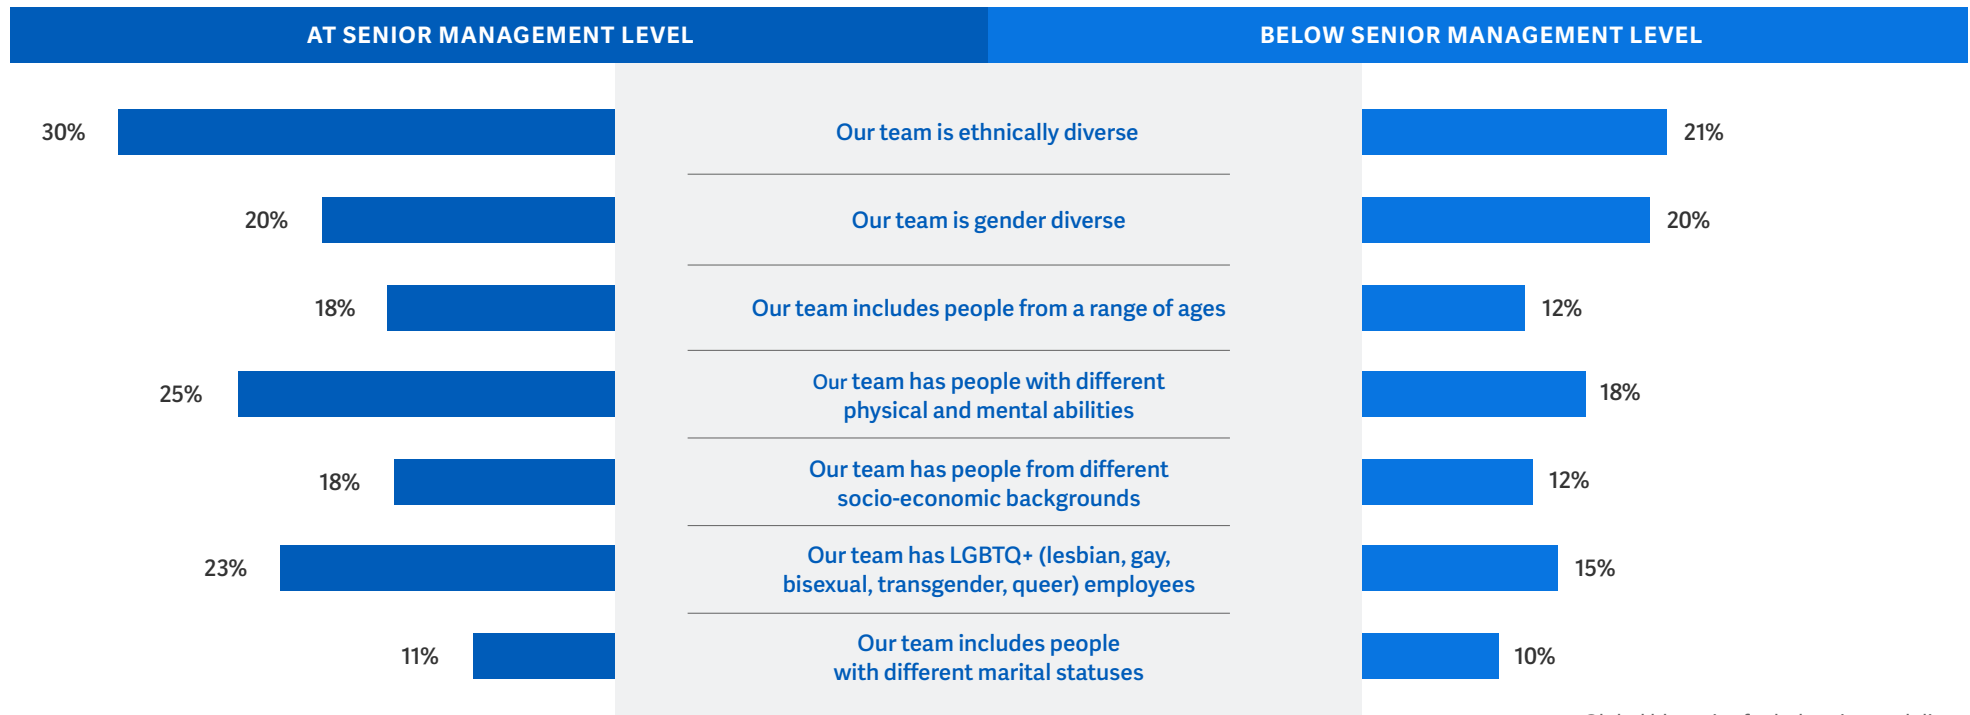 AT SENIOR MANAGEMENT LEVEL
BELOW SENIOR MANAGEMENT LEVEL
30%
Our team is ethnically diverse
21%
20%
Our team is gender diverse
20%
18%
Our team includes people from a range of ages
12%
25%
Our team has people with different
physical and mental abilities
18%
18%
Our team has people from different
socio-economic backgrounds
12%
23%
Our team has LGBTQ+ (lesbian, gay,
bisexual, transgender, queer) employees
15%
11%
Our team includes people
with different marital statuses
10%